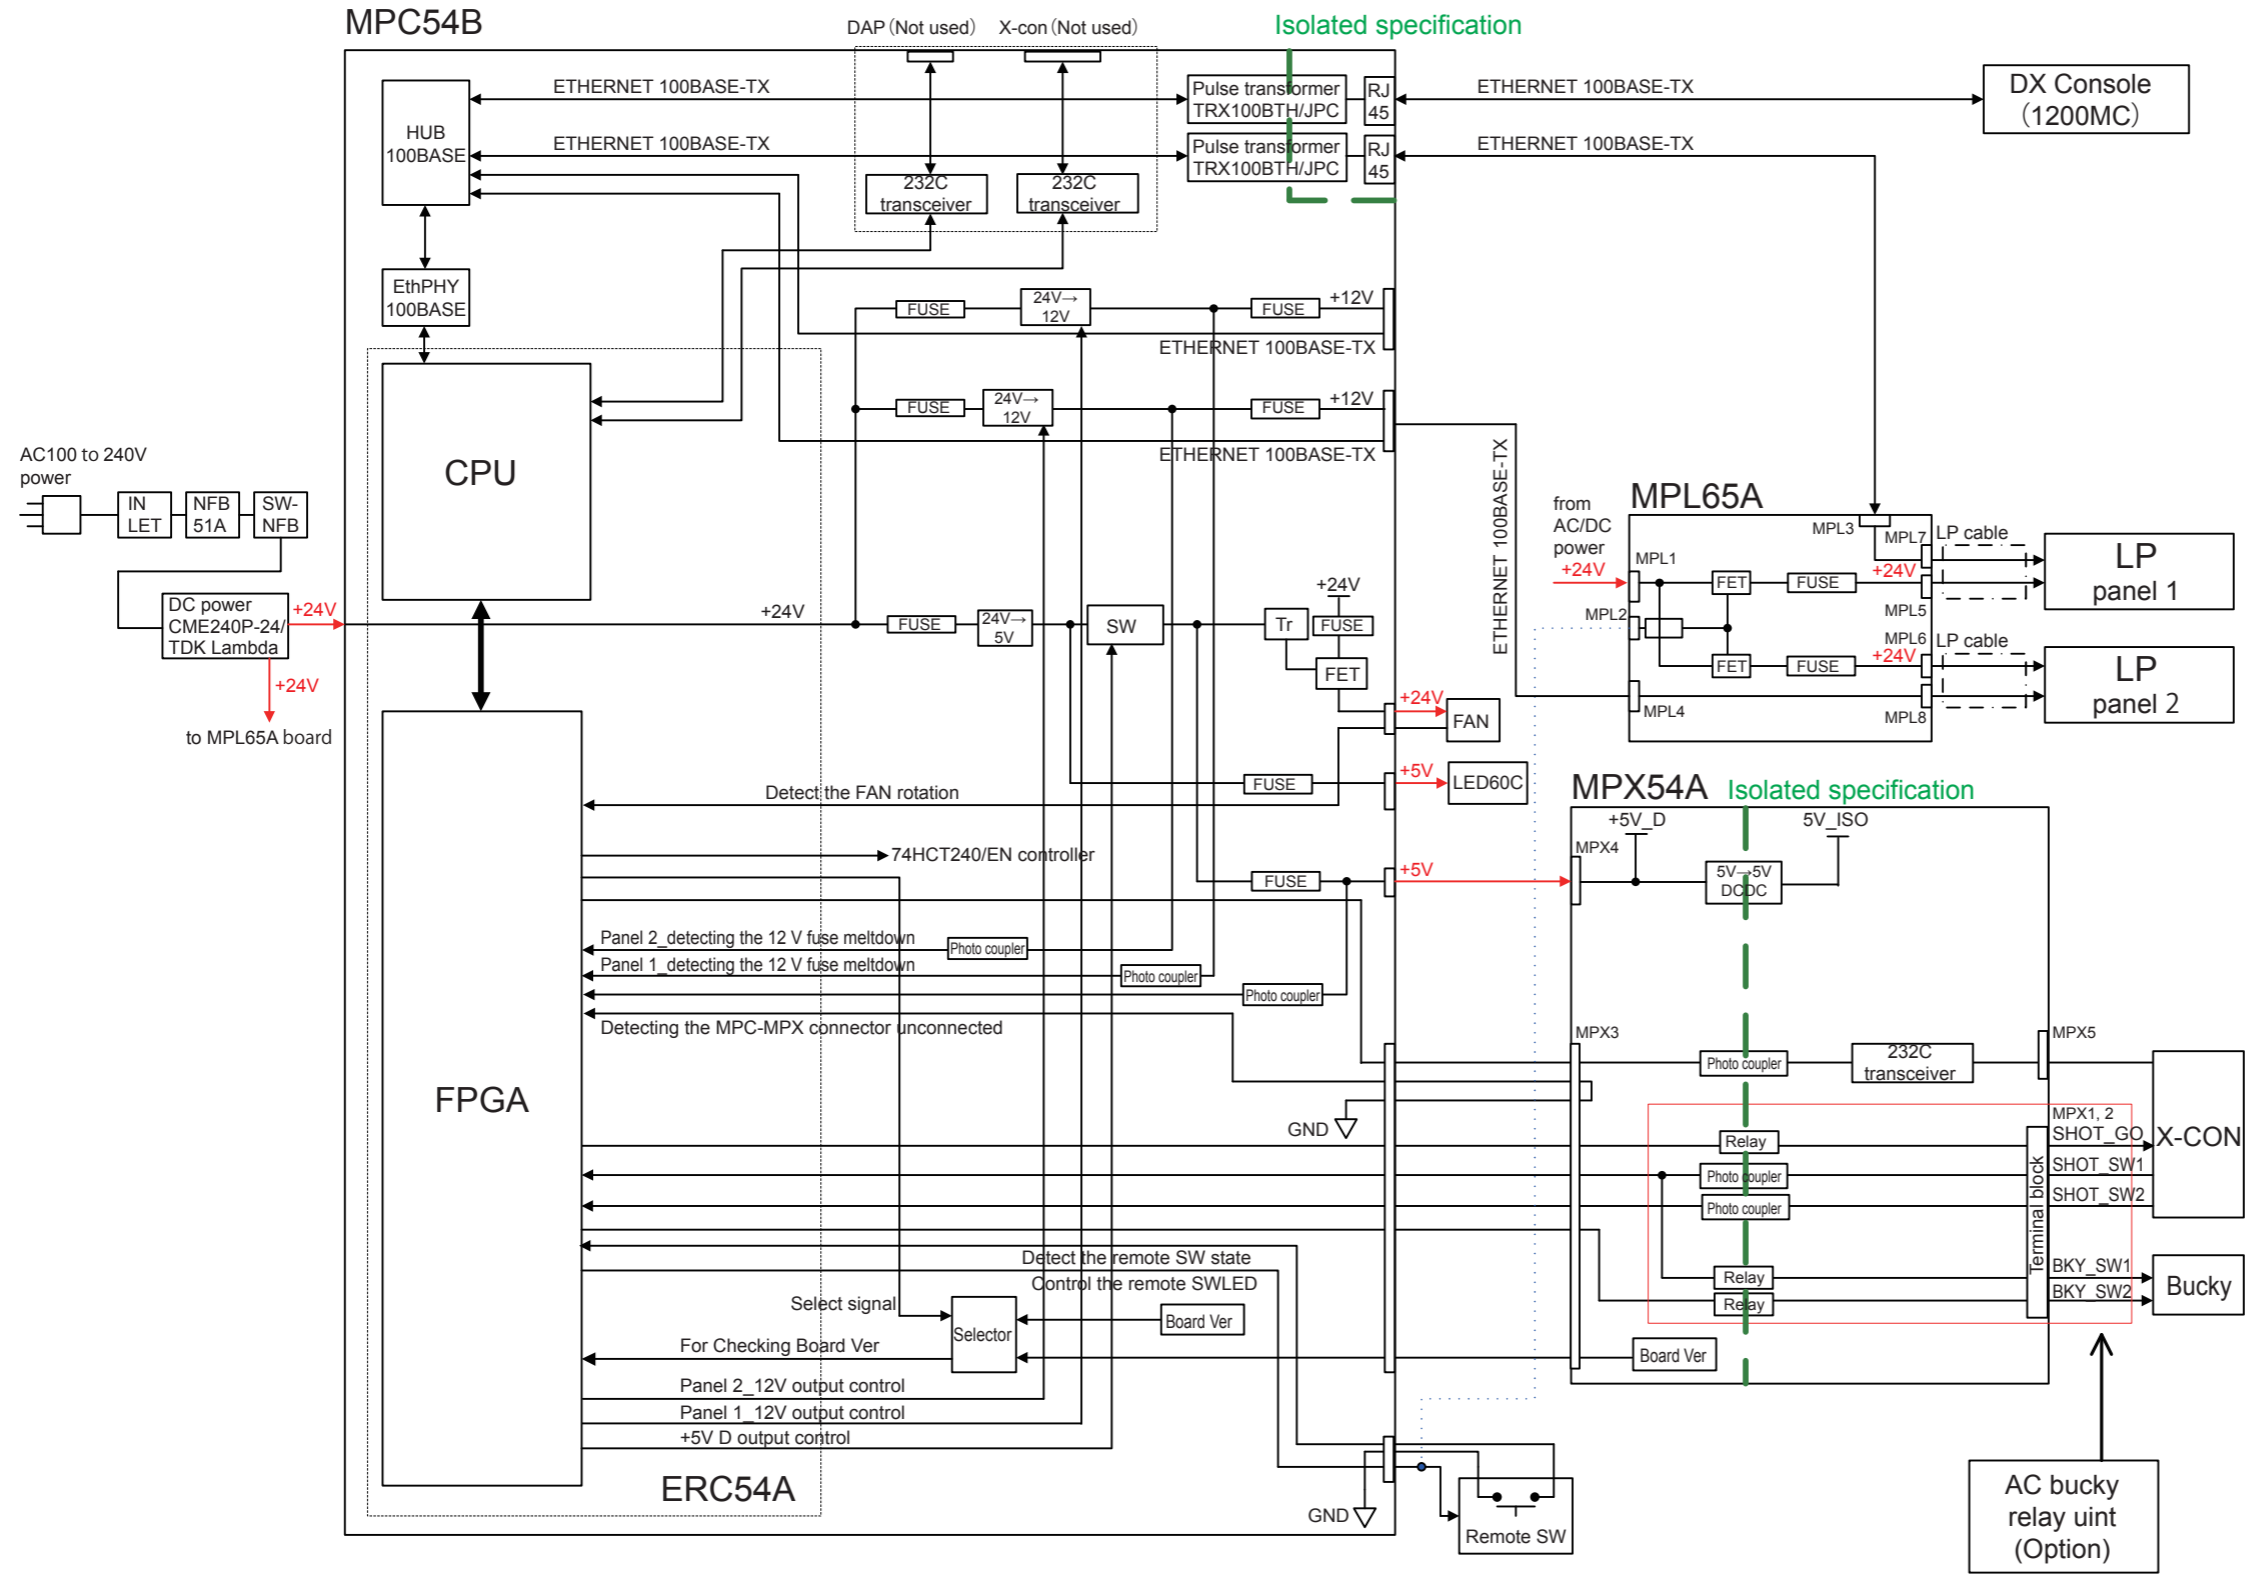 MPC54B
DAP (Not used)
X-con (Not used)
Isolated specification
ETHERNET 100BASE-TX
Pulse transformer
TRX100BTH/JPC
RJ
45
ETHERNET 100BASE-TX
DX Console
(1200MC)
HUB
100BASE
ETHERNET 100BASE-TX
Pulse transformer
TRX100BTH/JPC
RJ
45
ETHERNET 100BASE-TX
232C
transceiver
232C
transceiver
EthPHY
100BASE
FUSE
24V→
12V
FUSE
+12V
ETHERNET 100BASE-TX
FUSE
24V→
12V
FUSE
+12V
ETHERNET 100BASE-TX
CPU
AC100 to 240V
power
IN
LET
NFB
51A
SW-
NFB
DC power
CME240P-24/
TDK Lambda
+24V
+24V
to MPL65A board
+24V
FUSE
24V→
5V
SW
Tr
+24V
FUSE
FET
ETHERNET 100BASE-TX
from
AC/DC
power
+24V
MPL65A
MPL1
MPL2
MPL3
MPL7
LP cable
FET
FUSE
+24V
MPL5
LP
panel 1
MPL6
LP cable
FET
FUSE
+24V
MPL4
MPL8
LP
panel 2
+24V
FAN
FUSE
+5V
LED60C
Detect the FAN rotation
74HCT240/EN controller
FUSE
+5V
MPX54A
Isolated specification
+5V_D
5V_ISO
MPX4
5V→5V
DCDC
Panel 2_detecting the 12 V fuse meltdown
Photo coupler
Panel 1_detecting the 12 V fuse meltdown
Photo coupler
Photo coupler
Detecting the MPC-MPX connector unconnected
FPGA
MPX3
Photo coupler
232C
transceiver
MPX5
GND
MPX1, 2
Relay
SHOT_GO
X-CON
Photo coupler
SHOT_SW1
Photo coupler
SHOT_SW2
Terminal block
Detect the remote SW state
Control the remote SWLED
Relay
BKY_SW1
Relay
BKY_SW2
Bucky
Select signal
Selector
Board Ver
For Checking Board Ver
Board Ver
Panel 2_12V output control
Panel 1_12V output control
+5V D output control
ERC54A
GND
Remote SW
AC bucky
relay uint
(Option)